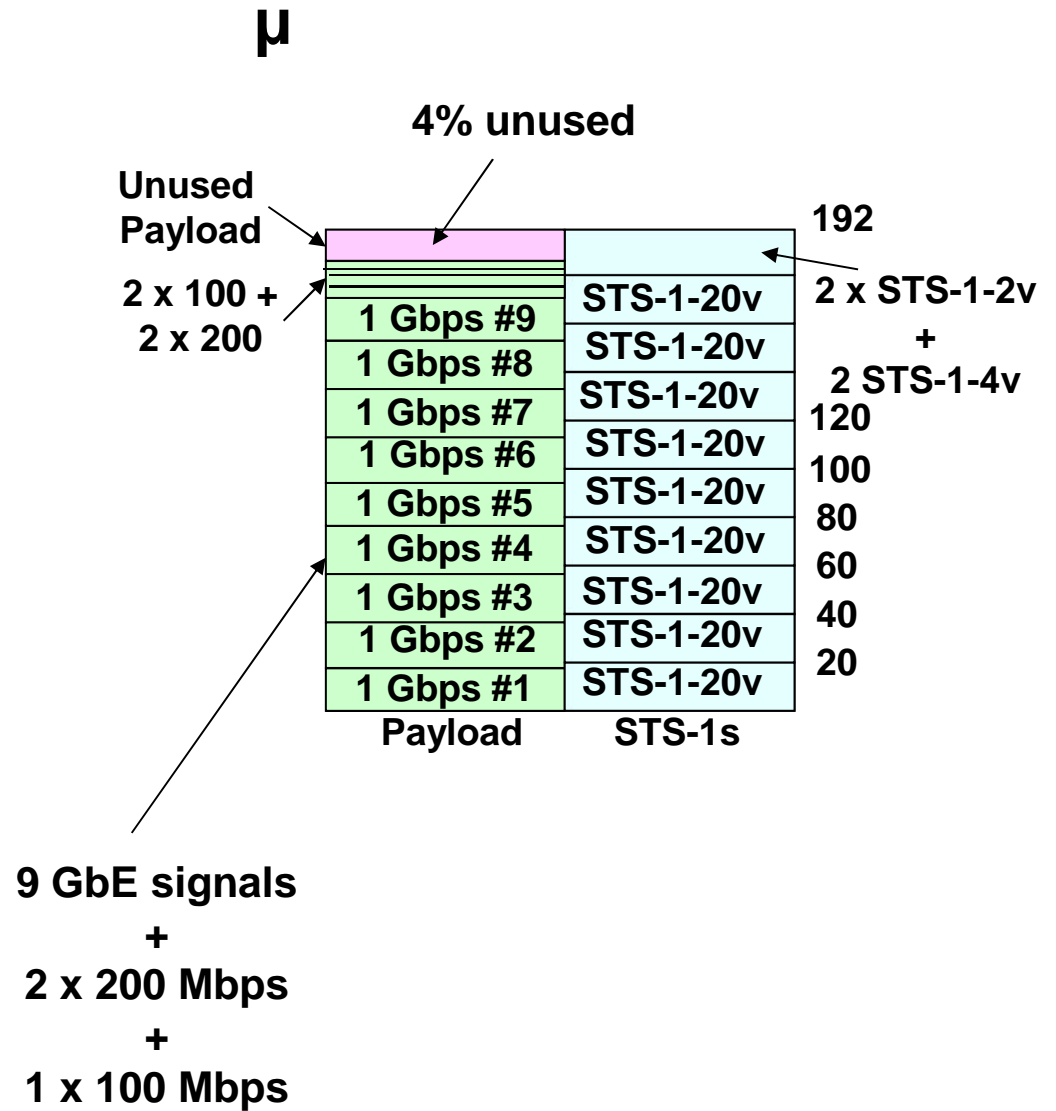 µ
4% unused
Unused
Payload
2 x 100 +
2 x 200
192
2 x STS-1-2v
+
2 STS-1-4v
120
100
80
60
40
20
1 Gbps #9
1 Gbps #8
1 Gbps #7
1 Gbps #6
1 Gbps #5
1 Gbps #4
1 Gbps #3
1 Gbps #2
1 Gbps #1
Payload
STS-1-20v
STS-1-20v
STS-1-20v
STS-1-20v
STS-1-20v
STS-1-20v
STS-1-20v
STS-1-20v
STS-1-20v
STS-1s
9 GbE signals
+
2 x 200 Mbps
+
1 x 100 Mbps